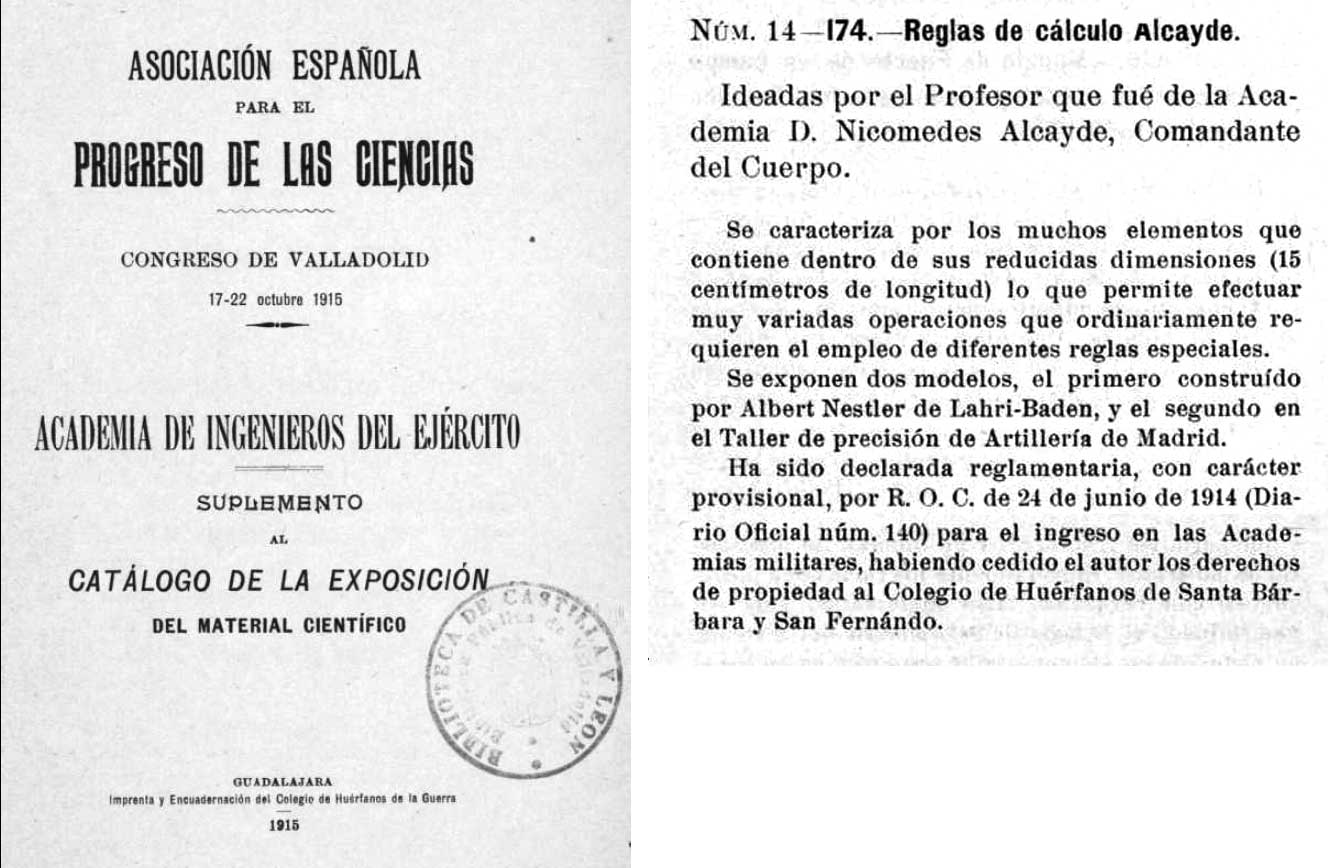 ASOCIACIÓN ESPAÑOLA
PARA EL
PROGRESO DE LAS CIENCIAS
CONGRESO DE VALLADOLID
17-22 octubre 1915
ACADEMIA DE INGENIEROS DEL EJÉRCITO
SUPLEMENTO
AL
CATÁLOGO DE LA EXPOSICIÓN
DEL MATERIAL CIENTÍFICO
BIBLIOTECA DE CASTILLA Y LEON
GUADALAJARA
Imprenta y Encuadernación del Colegio de Huérfanos de la Guerra
1915
NÚM. 14—174.—Reglas de cálculo Alcayde.
Ideadas por el Profesor que fué de la Aca-
demia D. Nicomedes Alcayde, Comandante
del Cuerpo.
Se caracteriza por los muchos elementos que
contiene dentro de sus reducidas dimensiones (15
centímetros de longitud) lo que permite efectuar
muy variadas operaciones que ordinariamente re-
quieren el empleo de diferentes reglas especiales.
Se exponen dos modelos, el primero construído
por Albert Nestler de Lahri-Baden, y el segundo en
el Taller de precisión de Artillería de Madrid.
Ha sido declarada reglamentaria, con carácter
provisional, por R. O. C. de 24 de junio de 1914 (Dia-
rio Oficial núm. 140) para el ingreso en las Acade-
mias militares, habiendo cedido el autor los derechos
de propiedad al Colegio de Huérfanos de Santa Bár-
bara y San Fernándo.